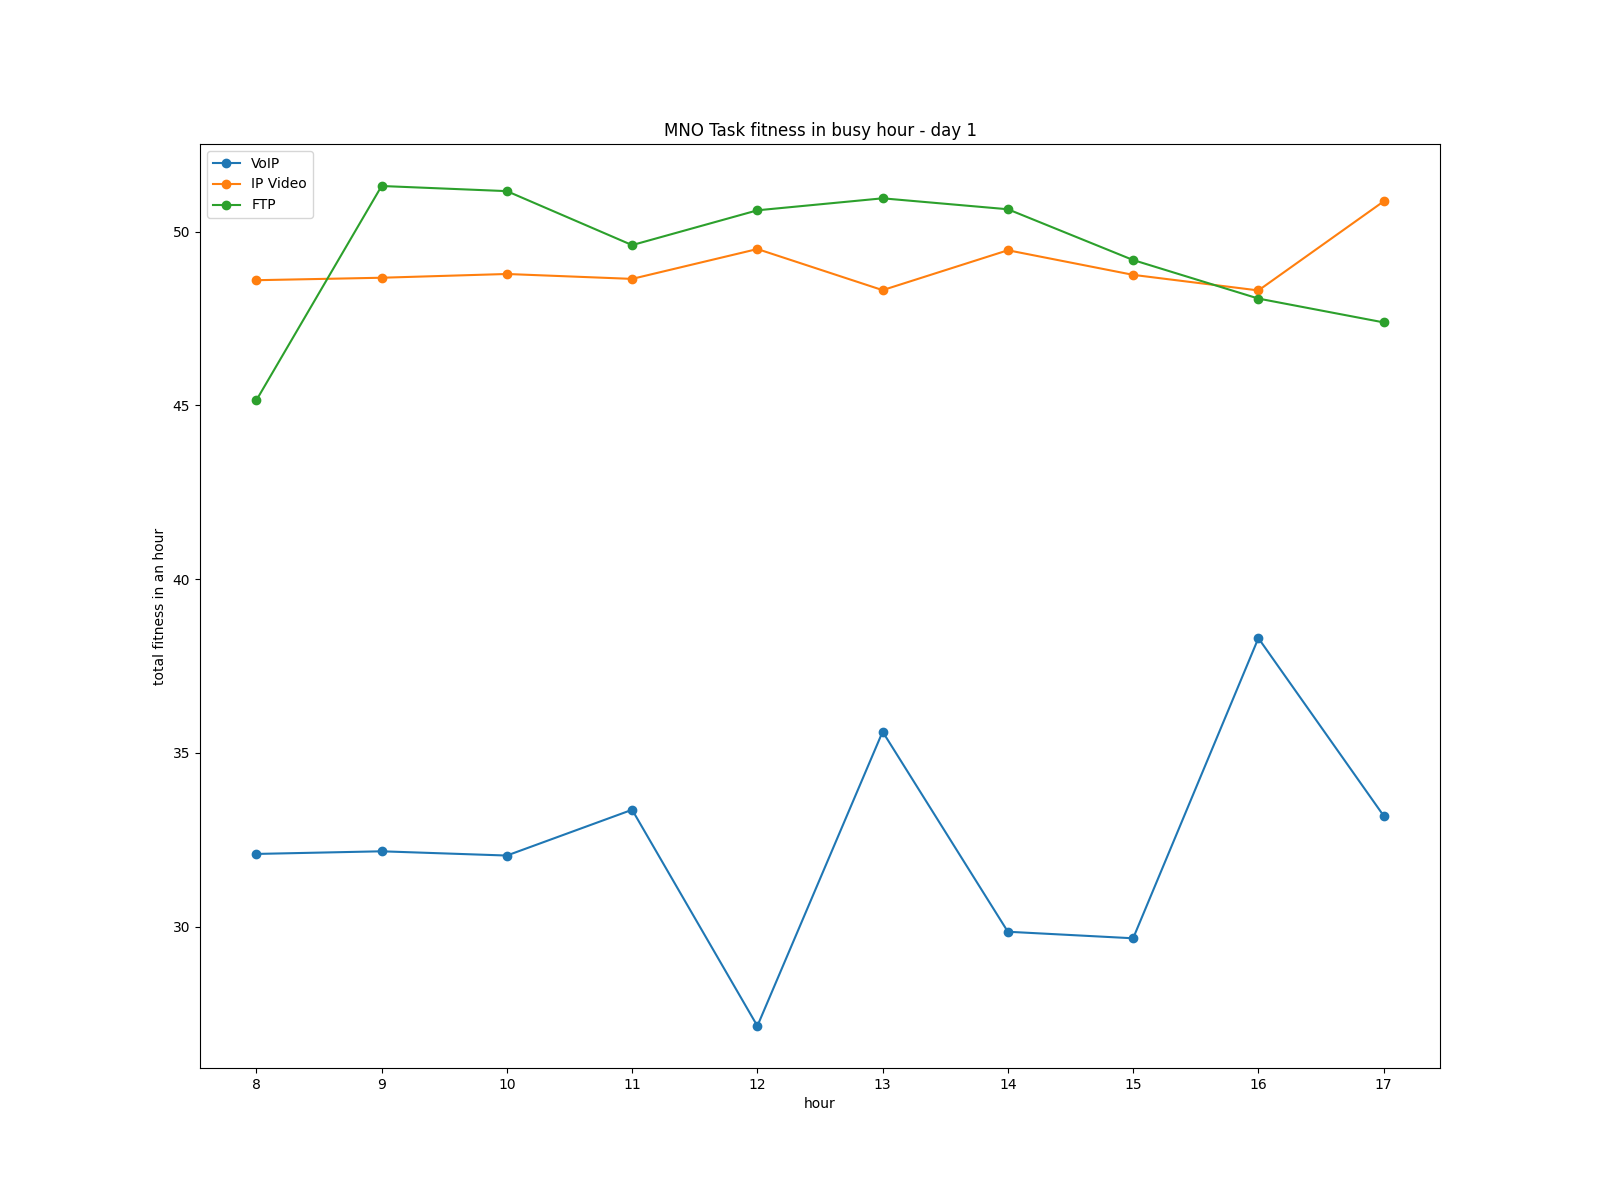 MNO Task fitness in busy hour - day 1
VoIP
IP Video
FTP
50
45
40
35
30
total fitness in an hour
8 9 10 11 12 13 14 15 16 17
hour